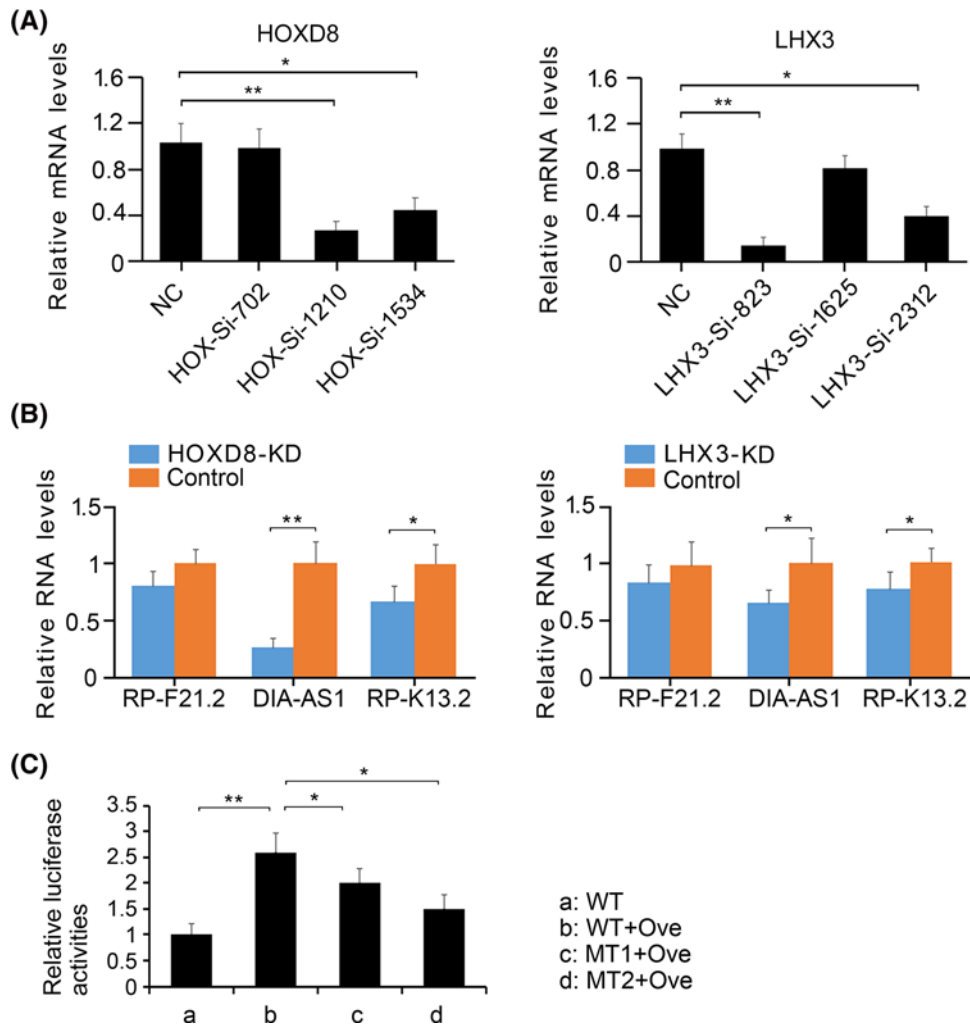 (A)
HOXD8
Relative mRNA levels
1.6
1.2
0.8
0.4
0
*
**
NC
HOX-Si-702
HOX-Si-1210
HOX-Si-1534
LHX3
Relative mRNA levels
1.6
1.2
0.8
0.4
0
*
**
NC
LHX3-Si-823
LHX3-Si-1625
LHX3-Si-2312
(B)
HOXD8-KD
Control
Relative RNA levels
1.5
1
0.5
0
**
*
RP-F21.2 DIA-AS1 RP-K13.2
LHX3-KD
Control
Relative RNA levels
1.5
1
0.5
0
*
*
RP-F21.2 DIA-AS1 RP-K13.2
(C)
Relative luciferase
activities
3.5
3
2.5
2
1.5
1
0.5
0
*
** *
a b c d
a: WT
b: WT+Ove
c: MT1+Ove
d: MT2+Ove